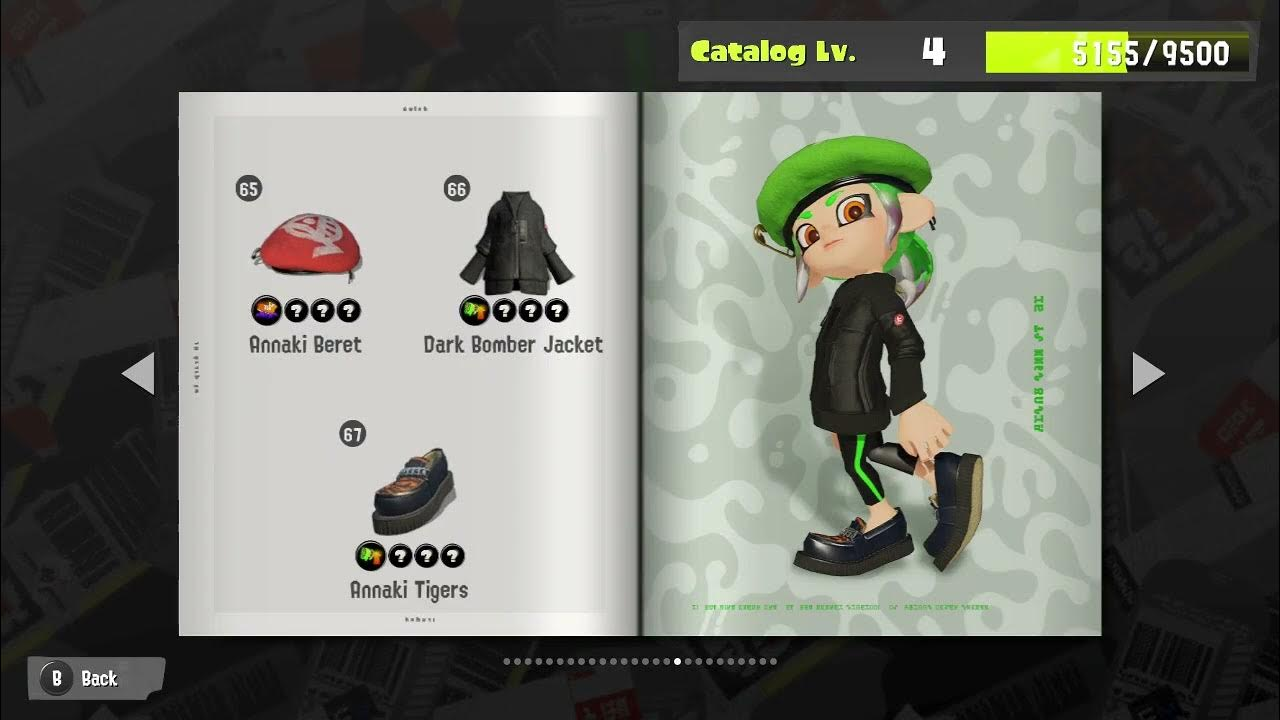 Catalog Lv. 4 5155/9500
65
66
? ? ?
? ? ?
Annaki Beret
Dark Bomber Jacket
67
? ? ?
Annaki Tigers
B Back